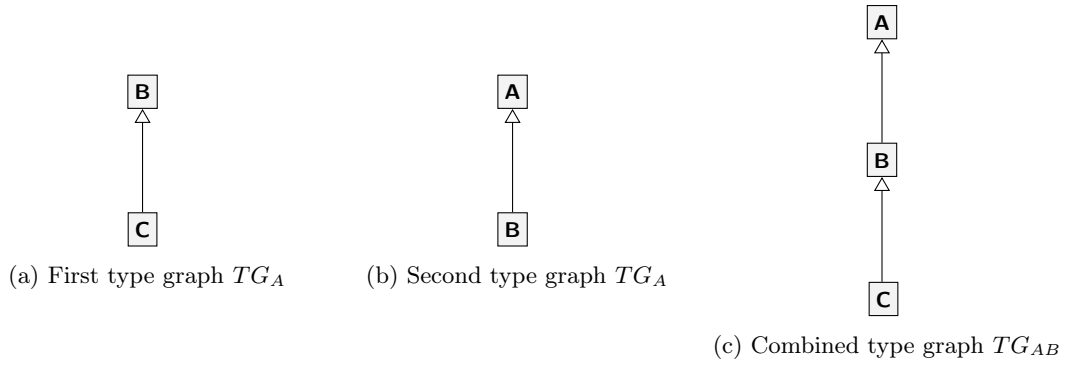 B
C
(a) First type graph TG_A
A
B
(b) Second type graph TG_A
A
B
C
(c) Combined type graph TG_AB